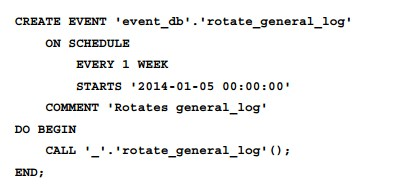 CREATE EVENT 'event_db'.'rotate_general_log'
ON SCHEDULE
EVERY 1 WEEK
STARTS '2014-01-05 00:00:00'
COMMENT 'Rotates general_log'
DO BEGIN
CALL '_'.'rotate_general_log'();
END;